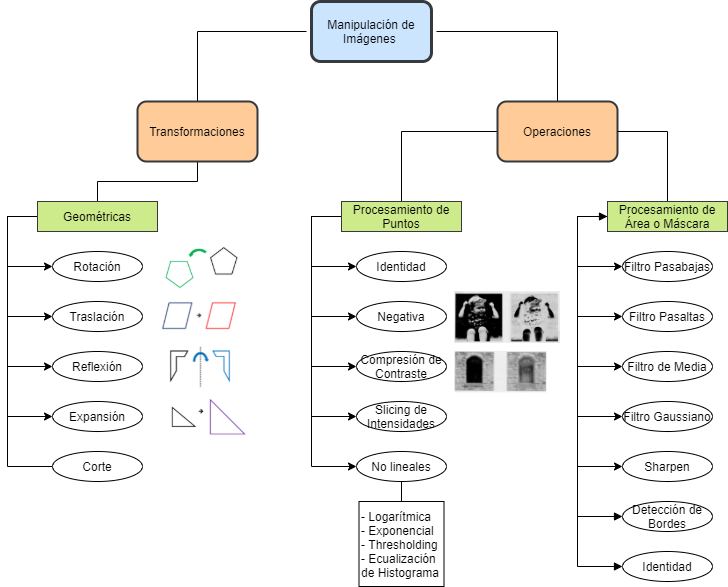 Manipulación de
Imágenes
Transformaciones
Operaciones
Geométricas
Rotación
Traslación
Reflexión
Expansión
Corte
Procesamiento de
Puntos
Identidad
Negativa
Compresión de
Contraste
Slicing de
Intensidades
No lineales
- Logarítmica
- Exponencial
- Thresholding
- Ecualización
de Histograma
Procesamiento de
Área o Máscara
Filtro Pasabajas
Filtro Pasaltas
Filtro de Media
Filtro Gaussiano
Sharpen
Detección de
Bordes
Identidad